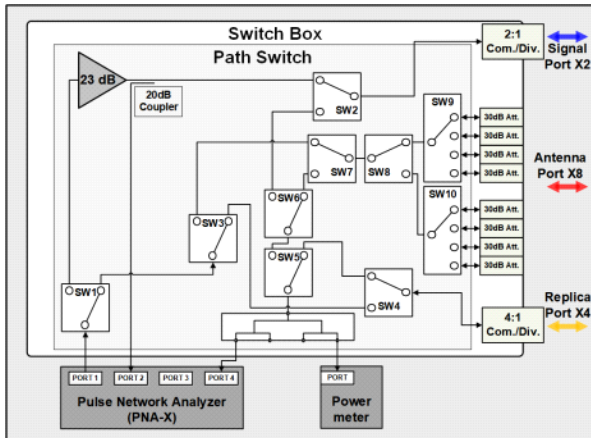 Switch Box
Path Switch
23 dB
20dB
Coupler
SW2
2:1
Com./Div.
Signal
Port X2
SW9
30dB Att.
30dB Att.
30dB Att.
30dB Att.
SW7
SW8
Antenna
Port X8
SW6
SW10
30dB Att.
30dB Att.
30dB Att.
30dB Att.
SW3
SW5
SW1
SW4
4:1
Com./Div.
Replica
Port X4
PORT 1
PORT 2
PORT 3
PORT 4
Pulse Network Analyzer
(PNA-X)
PORT
Power
meter